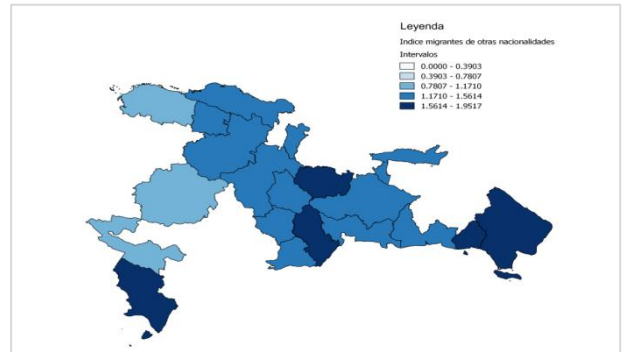 Leyenda
Indice migrantes de otras nacionalidades
Intervalos
0.0000 - 0.3903
0.3903 - 0.7807
0.7807 - 1.1710
1.1710 - 1.5614
1.5614 - 1.9517